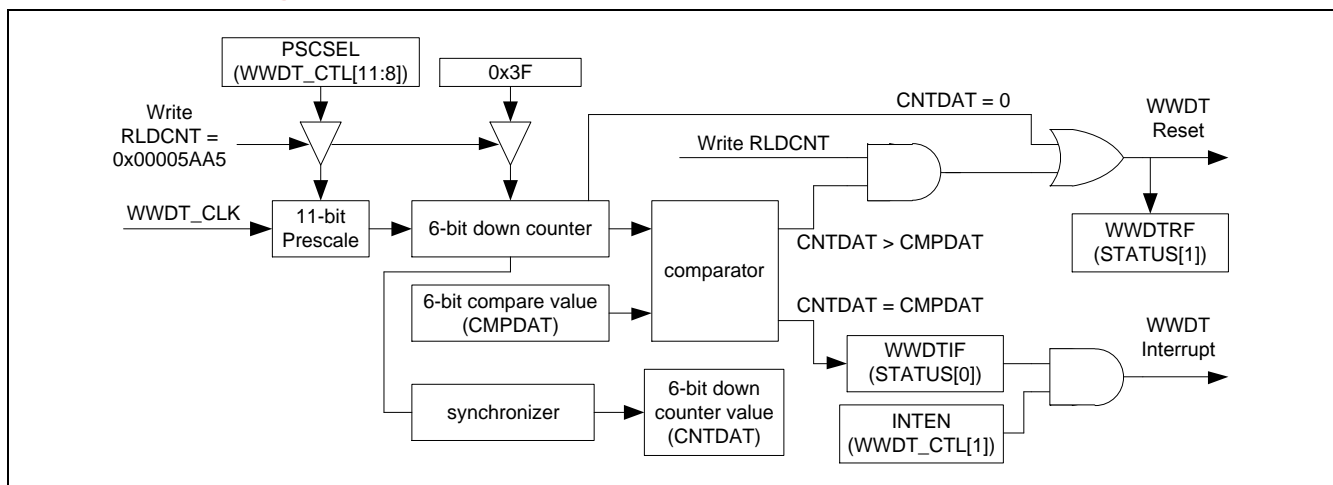 PSCSEL
(WWDT_CTL[11:8])
0x3F
Write
RLDCNT =
0x00005AA5
CNTDAT = 0
WWDT
Reset
Write RLDCNT
WWDT_CLK
11-bit
Prescale
6-bit down counter
comparator
CNTDAT > CMPDAT
WWDTRF
(STATUS[1])
6-bit compare value
(CMPDAT)
CNTDAT = CMPDAT
WWDTIF
(STATUS[0])
WWDT
Interrupt
synchronizer
6-bit down
counter value
(CNTDAT)
INTEN
(WWDT_CTL[1])